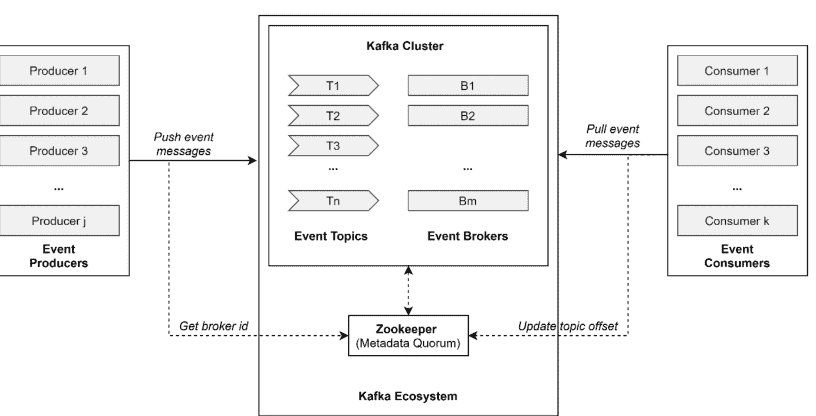 Kafka Cluster
Producer 1
Producer 2
Producer 3
...
Producer j
Event
Producers
Push event
messages
T1
T2
T3
...
Tn
Event Topics
B1
B2
...
Bm
Event Brokers
Pull event
messages
Consumer 1
Consumer 2
Consumer 3
...
Consumer k
Event
Consumers
Get broker id
Zookeeper
(Metadata Quorum)
Update topic offset
Kafka Ecosystem